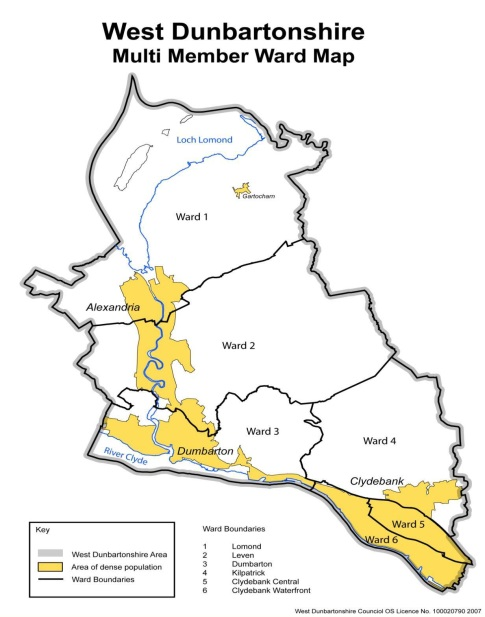 West Dunbartonshire
Multi Member Ward Map
Loch Lomond
Gartocharn
Ward 1
Alexandria
Ward 2
Ward 3
Ward 4
Dumbarton
River Clyde
Clydebank
Ward 5
Ward 6
Key
West Dunbartonshire Area
Area of dense population
Ward Boundaries
Ward Boundaries
1 Lomond
2 Leven
3 Dumbarton
4 Kilpatrick
5 Clydebank Central
6 Clydebank Waterfront
West Dunbartonshire Counciol OS Licence No. 100020790 2007